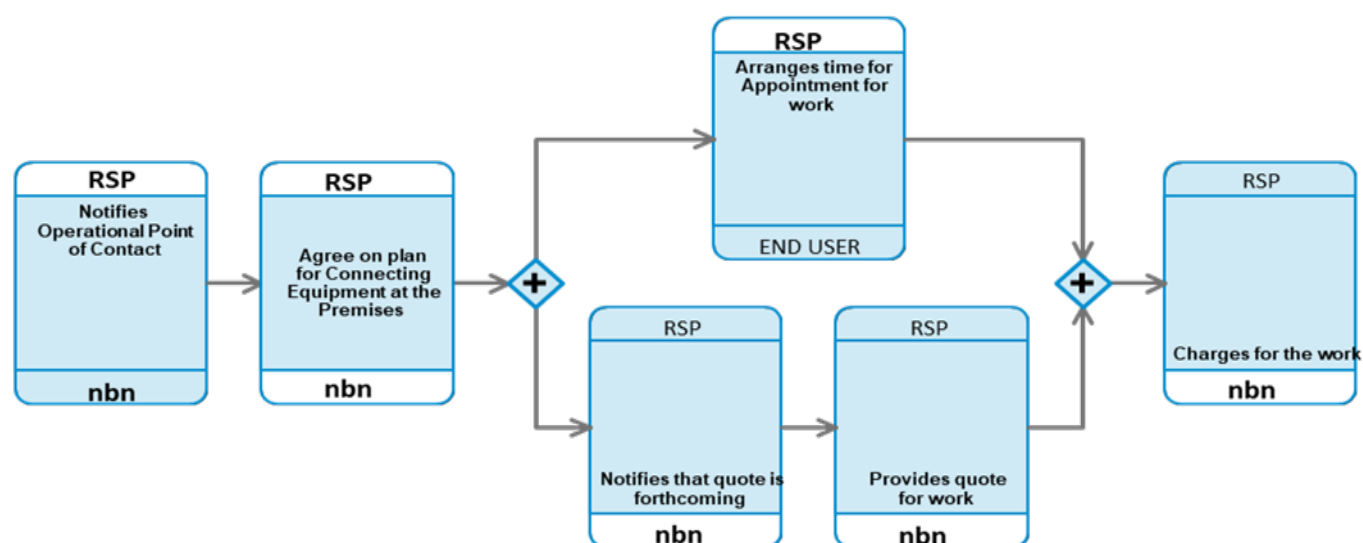 RSP
Notifies
Operational Point
of Contact
nbn
RSP
Agree on plan
for Connecting
Equipment at the
Premises
nbn
RSP
Arranges time for
Appointment for
work
END USER
RSP
Notifies that quote is
forthcoming
nbn
RSP
Provides quote
for work
nbn
RSP
Charges for the work
nbn